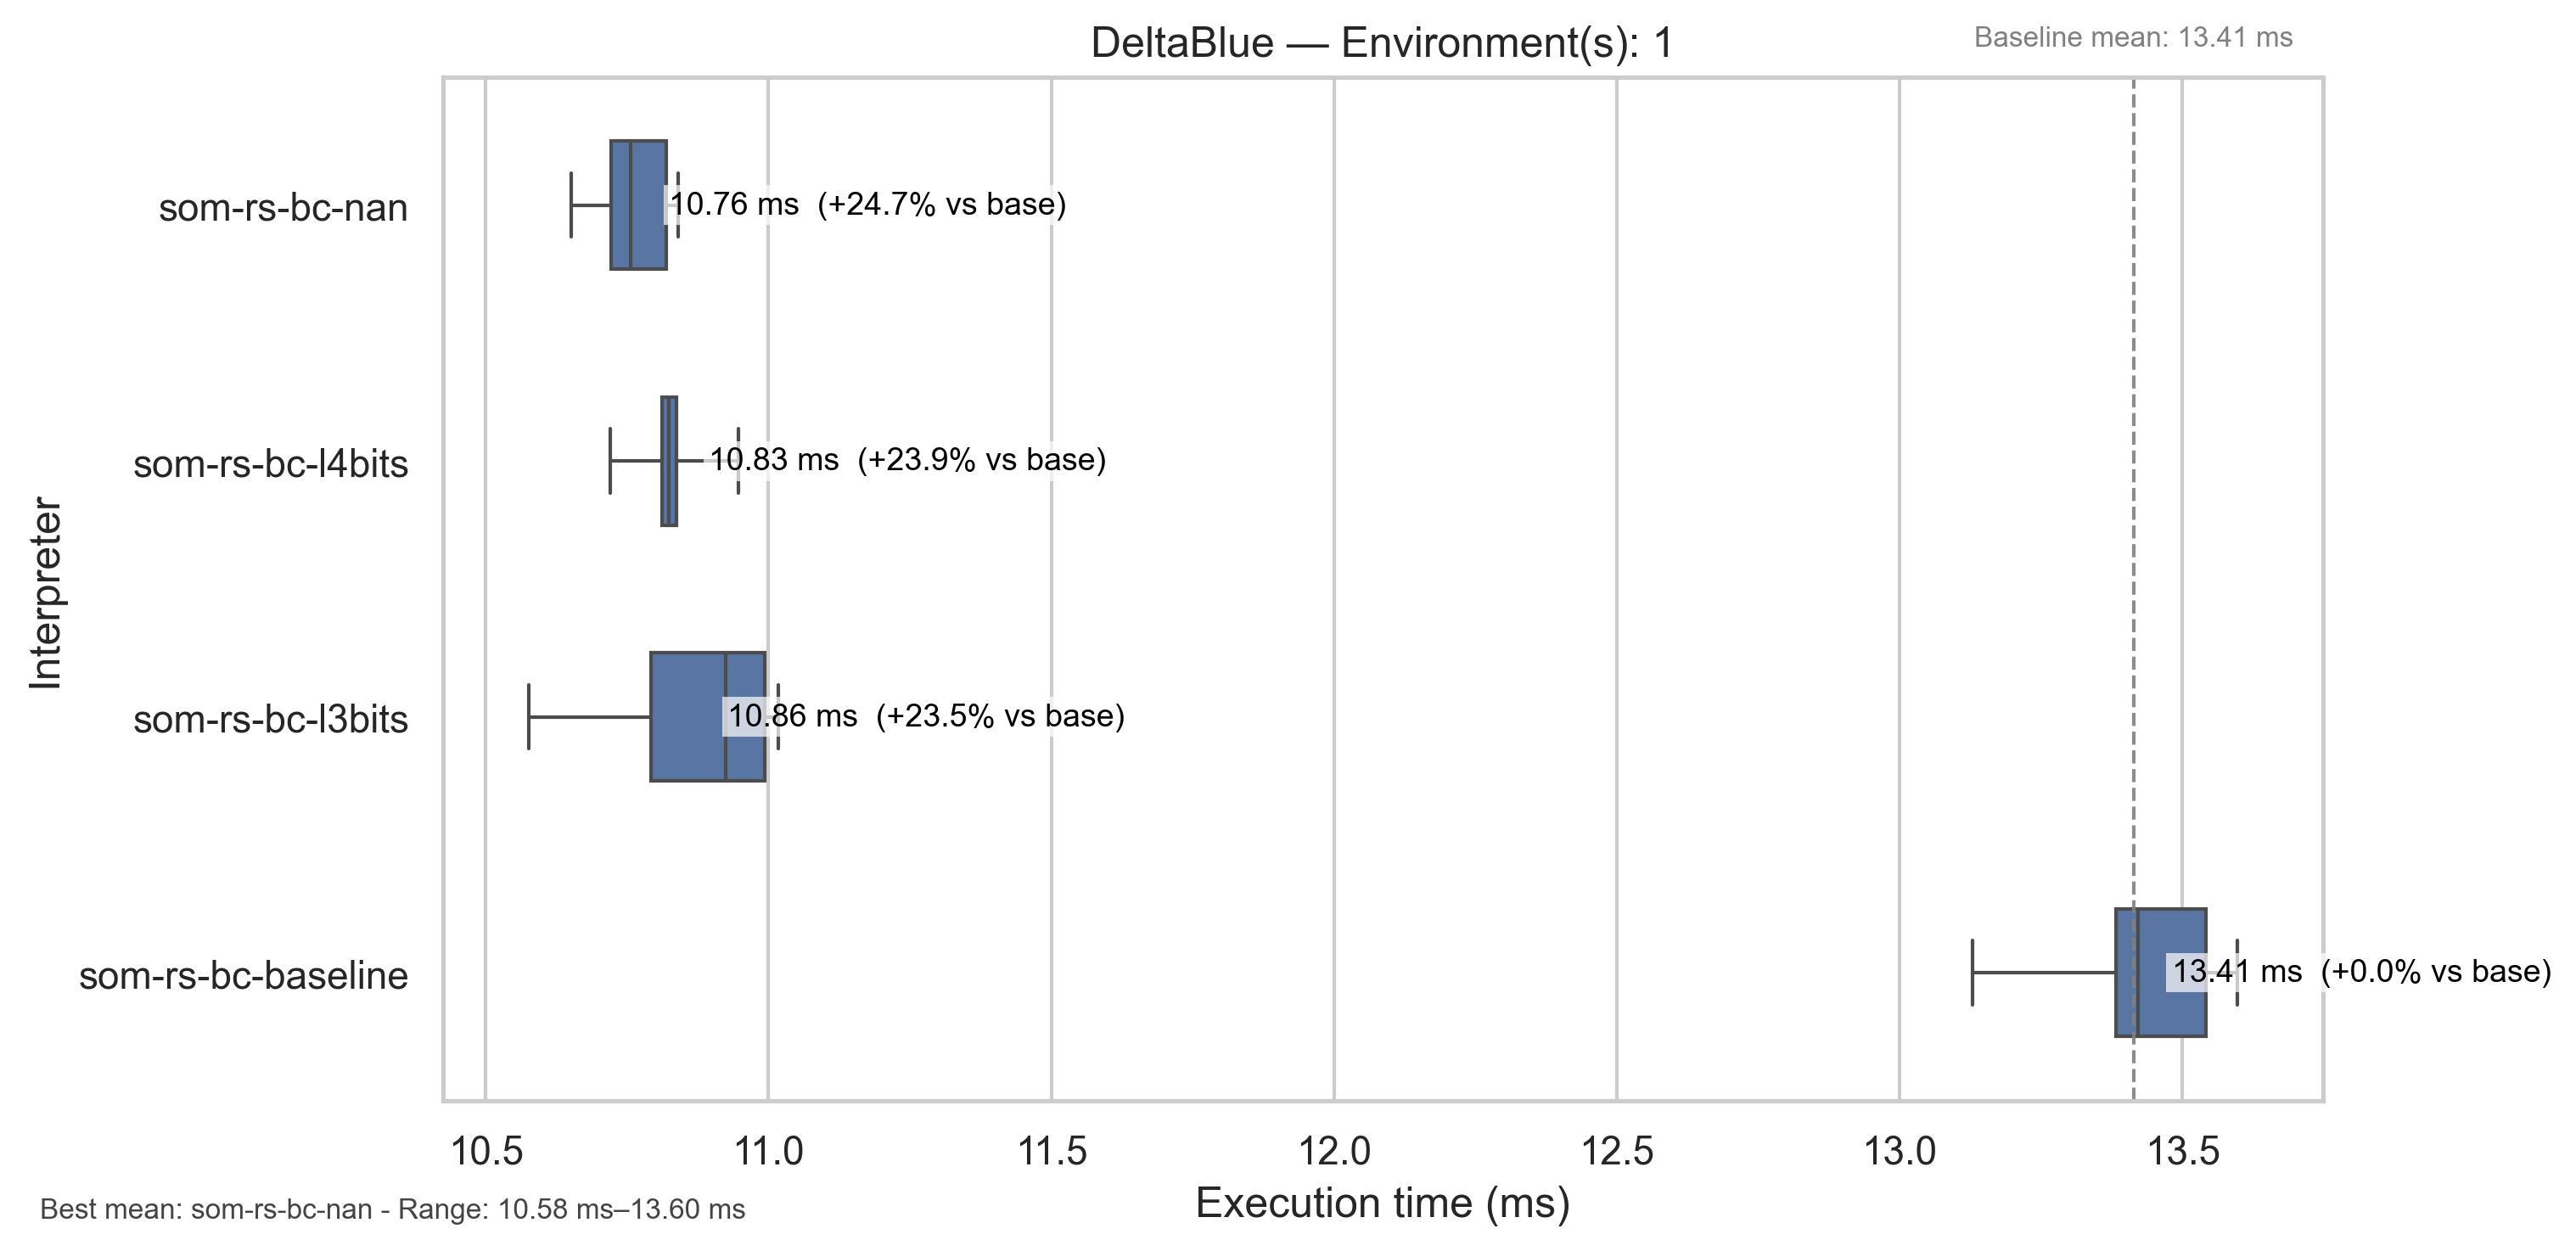 DeltaBlue — Environment(s): 1
Baseline mean: 13.41 ms
Interpreter
som-rs-bc-nan
10.76 ms  (+24.7% vs base)
som-rs-bc-l4bits
10.83 ms  (+23.9% vs base)
som-rs-bc-l3bits
10.86 ms  (+23.5% vs base)
som-rs-bc-baseline
13.41 ms  (+0.0% vs base)
10.5 11.0 11.5 12.0 12.5 13.0 13.5
Execution time (ms)
Best mean: som-rs-bc-nan - Range: 10.58 ms–13.60 ms